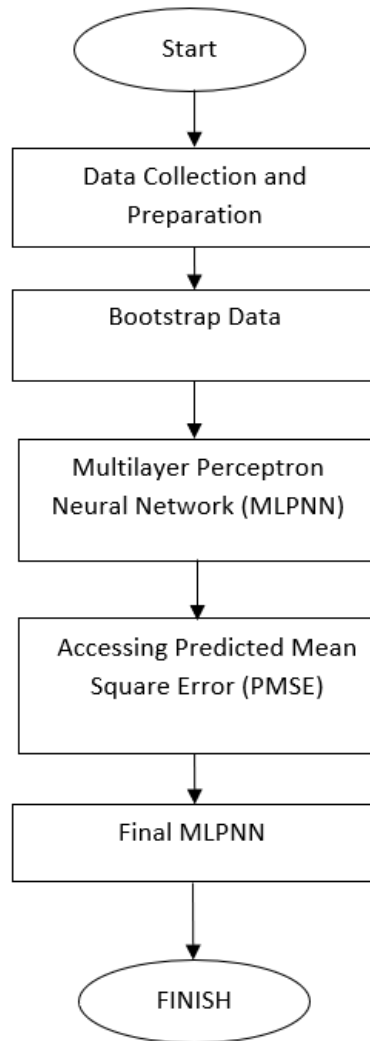 Start
Data Collection and
Preparation
Bootstrap Data
Multilayer Perceptron
Neural Network (MLPNN)
Accessing Predicted Mean
Square Error (PMSE)
Final MLPNN
FINISH